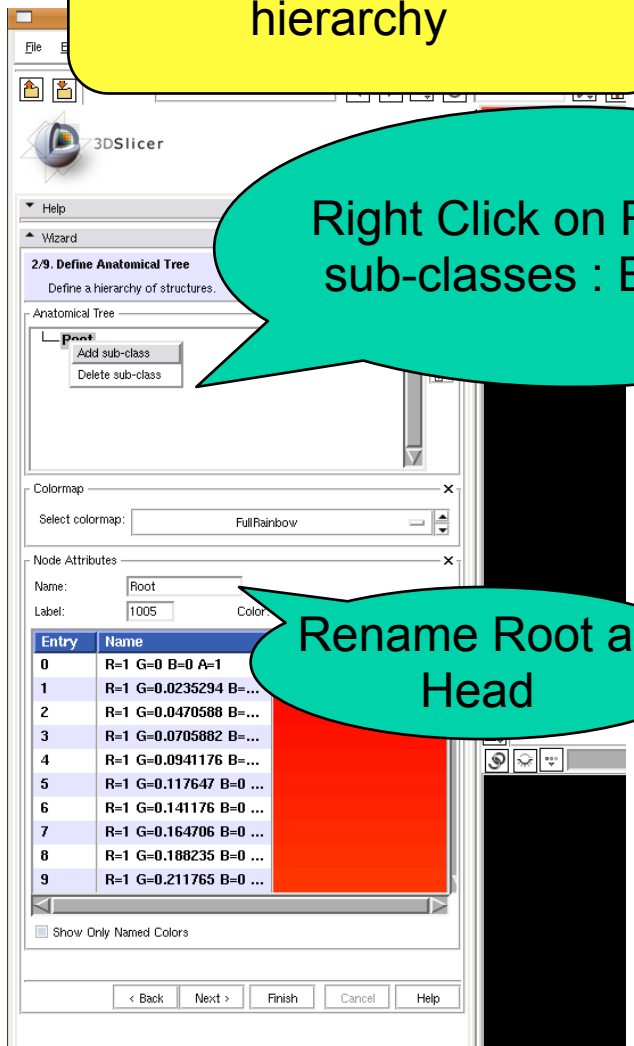 hierarchy
File
3DSlicer
Help
Wizard
Right Click on
sub-classes :
2/9. Define Anatomical Tree
Define a hierarchy of structures.
Anatomical Tree
Root
Add sub-class
Delete sub-class
Colormap
Select colormap: FullRainbow
Node Attributes
Name: Root
Label: 1005 Color:
Rename Root
Head
Entry Name
0 R=1 G=0 B=0 A=1
1 R=1 G=0.0235294 B=...
2 R=1 G=0.0470588 B=...
3 R=1 G=0.0705882 B=...
4 R=1 G=0.0941176 B=...
5 R=1 G=0.117647 B=0 ...
6 R=1 G=0.141176 B=0 ...
7 R=1 G=0.164706 B=0 ...
8 R=1 G=0.188235 B=0 ...
9 R=1 G=0.211765 B=0 ...
Show Only Named Colors
< Back Next > Finish Cancel Help